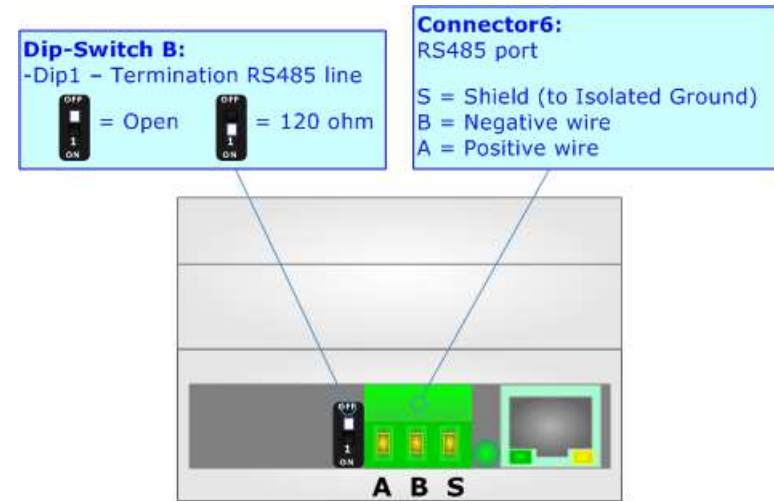 Dip-Switch B:
-Dip1 – Termination RS485 line
OFF
1
ON
= Open
OFF
1
ON
= 120 ohm
Connector6:
RS485 port
S = Shield (to Isolated Ground)
B = Negative wire
A = Positive wire
OFF
1
ON
A B S